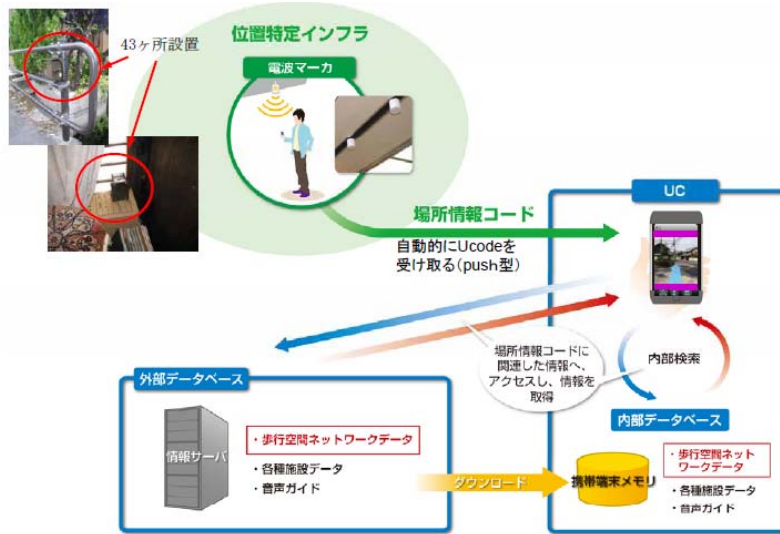 43ヶ所設置
位置特定インフラ
電波マーカ
場所情報コード
自動的にUcodeを
受け取る(push型)
UC
場所情報コードに
関連した情報へ、
アクセスし、情報を
取得
内部検索
外部データベース
情報サーバ
・歩行空間ネットワークデータ
・各種施設データ
・音声ガイド
ダウンロード
内部データベース
携帯端末メモリ
・歩行空間ネット
ワークデータ
・各種施設データ
・音声ガイド